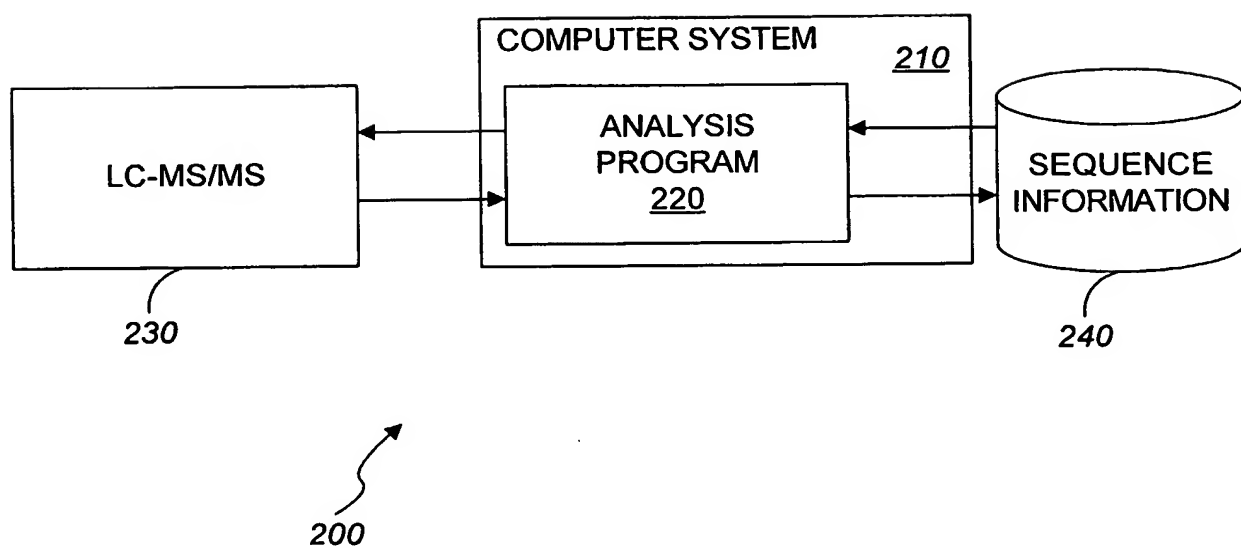 COMPUTER SYSTEM
210
LC-MS/MS
ANALYSIS
PROGRAM
220
SEQUENCE
INFORMATION
230
240
200